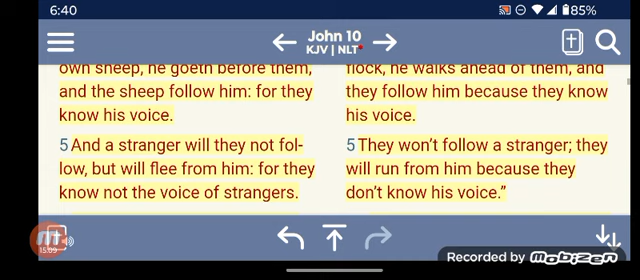 6:40
85%
John 10
KJV | NLT
own sheep, he goeth before them,
and the sheep follow him: for they
know his voice.
5 And a stranger will they not fol-
low, but will flee from him: for they
know not the voice of strangers.
flock, he walks ahead of them, and
they follow him because they know
his voice.
5 They won't follow a stranger; they
will run from him because they
don't know his voice."
15:09
Recorded by mobizen